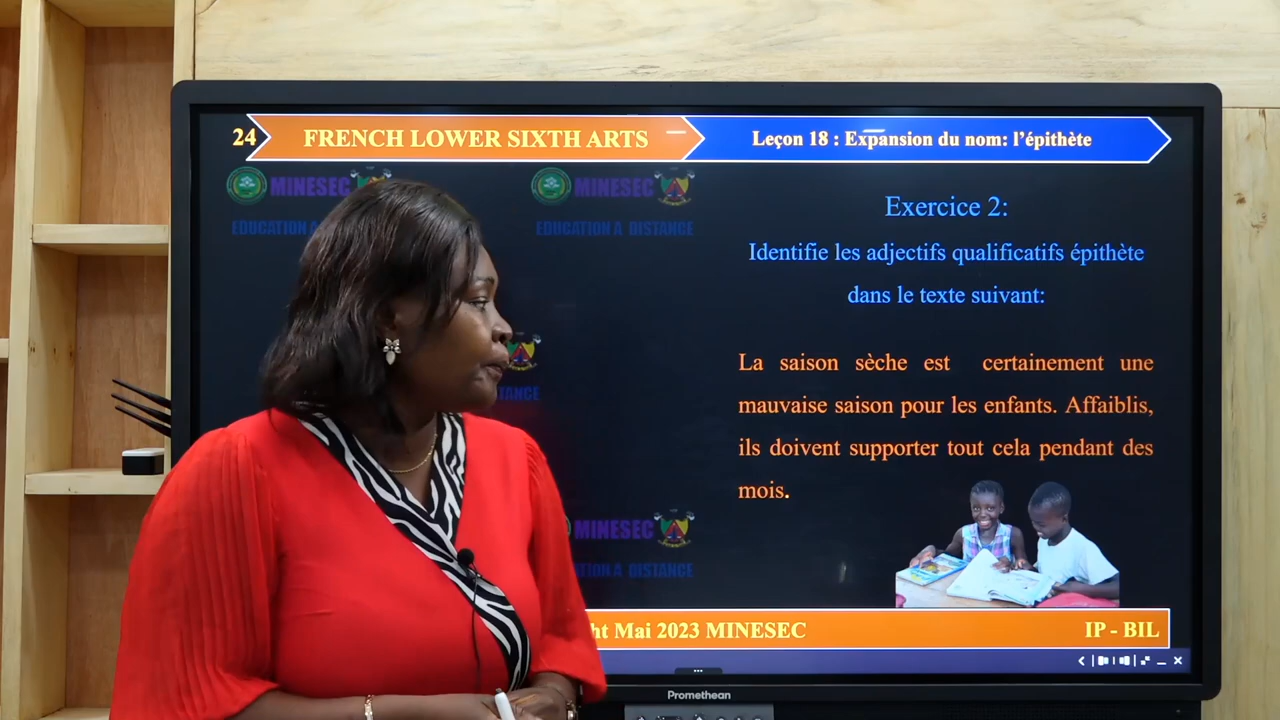 24
FRENCH LOWER SIXTH ARTS
Leçon 18 : Expansion du nom: l’épithète
MINESEC
EDUCATION A
MINESEC
EDUCATION A DISTANCE
Exercice 2:
Identifie les adjectifs qualificatifs épithète
dans le texte suivant:
La saison sèche est certainement une
mauvaise saison pour les enfants. Affaiblis,
ils doivent supporter tout cela pendant des
mois.
MINESEC
A DISTANCE
Mai 2023 MINESEC
IP - BIL
Promethean